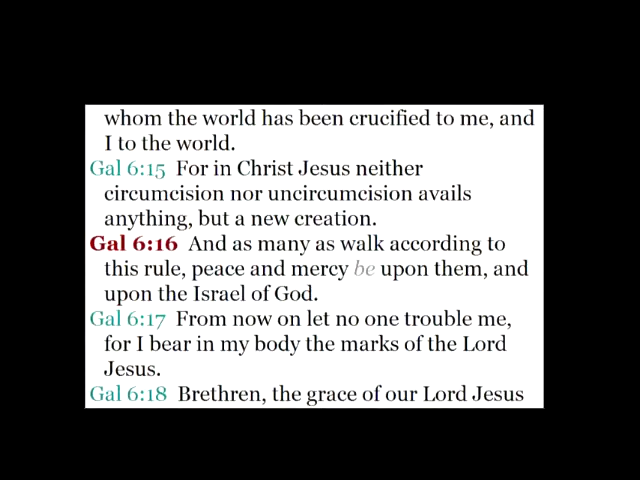 whom the world has been crucified to me, and
I to the world.
Gal 6:15 For in Christ Jesus neither
circumcision nor uncircumcision avails
anything, but a new creation.
Gal 6:16 And as many as walk according to
this rule, peace and mercy be upon them, and
upon the Israel of God.
Gal 6:17 From now on let no one trouble me,
for I bear in my body the marks of the Lord
Jesus.
Gal 6:18 Brethren, the grace of our Lord Jesus